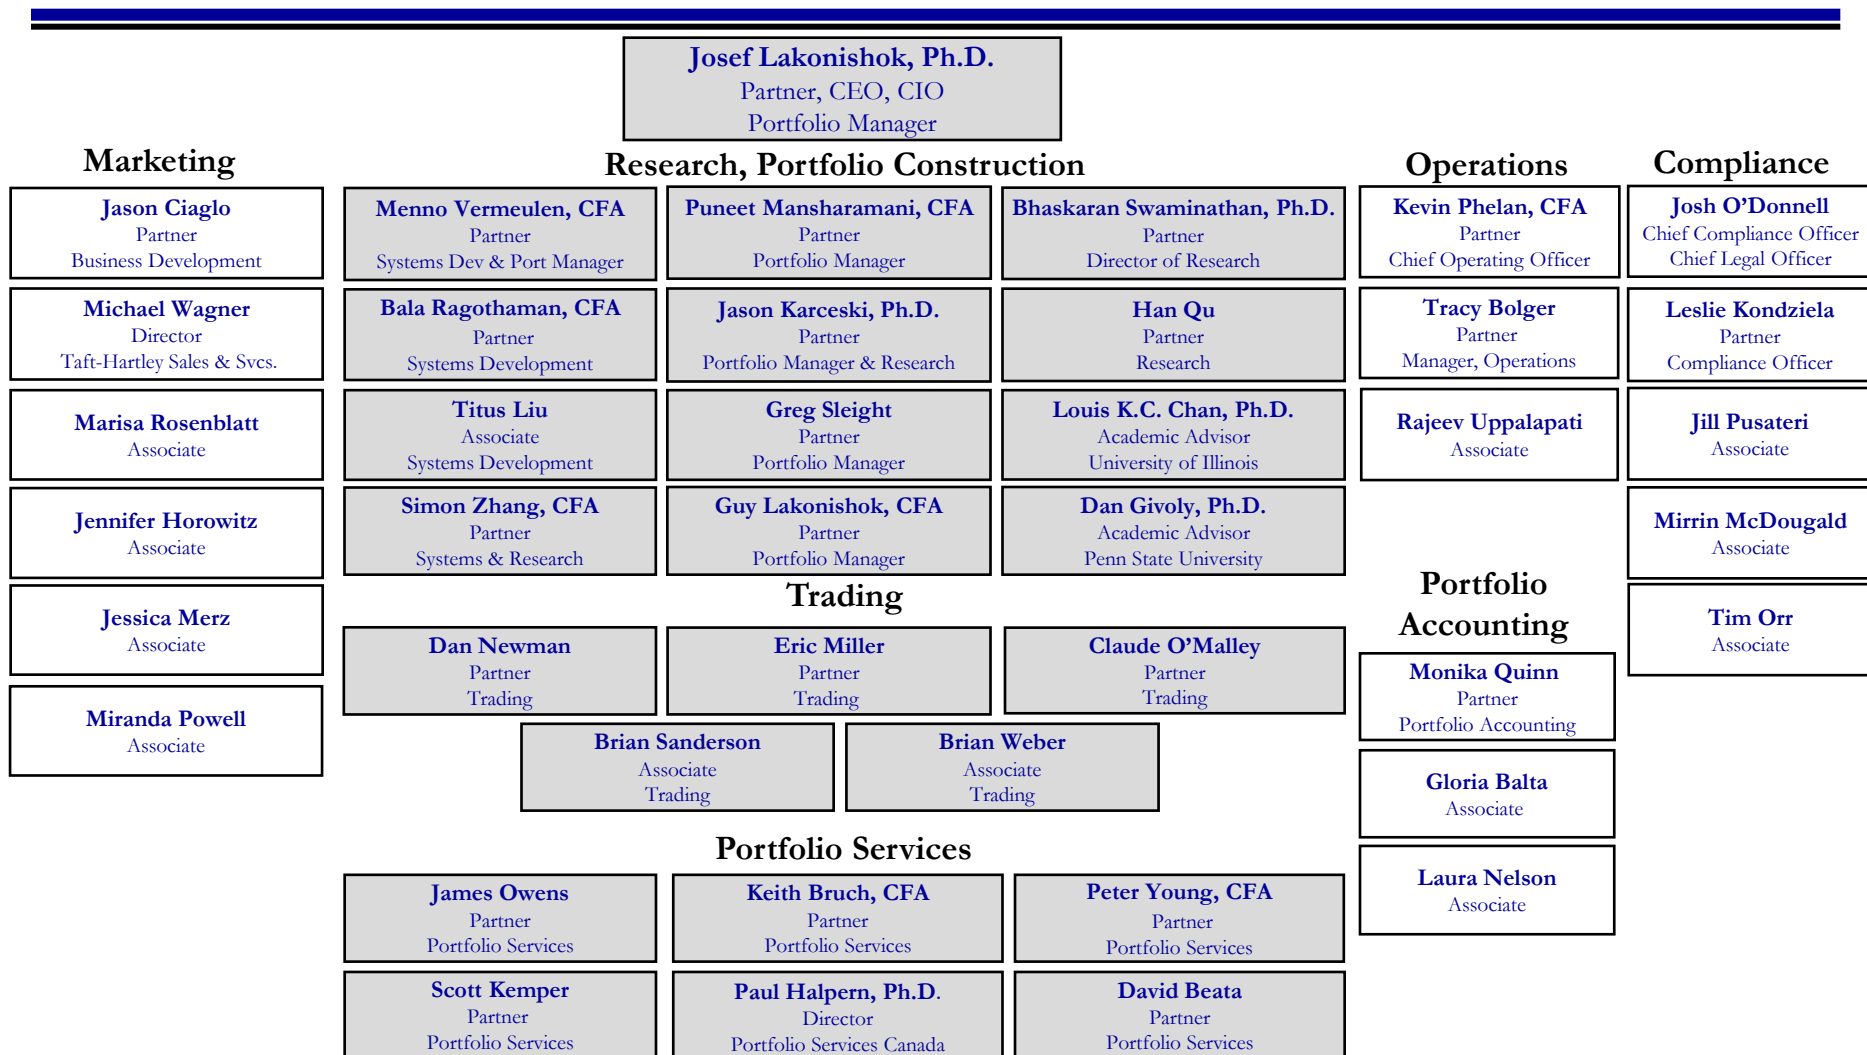 Josef Lakonishok, Ph.D.
Partner, CEO, CIO
Portfolio Manager
Marketing
Jason Ciaglo
Partner
Business Development
Michael Wagner
Director
Taft-Hartley Sales & Svcs.
Marisa Rosenblatt
Associate
Jennifer Horowitz
Associate
Jessica Merz
Associate
Miranda Powell
Associate
Research, Portfolio Construction
Menno Vermeulen, CFA
Partner
Systems Dev & Port Manager
Puneet Mansharamani, CFA
Partner
Portfolio Manager
Bhaskaran Swaminathan, Ph.D.
Partner
Director of Research
Bala Ragothaman, CFA
Partner
Systems Development
Jason Karceski, Ph.D.
Partner
Portfolio Manager & Research
Han Qu
Partner
Research
Titus Liu
Associate
Systems Development
Greg Sleight
Partner
Portfolio Manager
Louis K.C. Chan, Ph.D.
Academic Advisor
University of Illinois
Simon Zhang, CFA
Partner
Systems & Research
Guy Lakonishok, CFA
Partner
Portfolio Manager
Dan Givoly, Ph.D.
Academic Advisor
Penn State University
Trading
Dan Newman
Partner
Trading
Eric Miller
Partner
Trading
Claude O’Malley
Partner
Trading
Brian Sanderson
Associate
Trading
Brian Weber
Associate
Trading
Portfolio Services
James Owens
Partner
Portfolio Services
Keith Bruch, CFA
Partner
Portfolio Services
Peter Young, CFA
Partner
Portfolio Services
Scott Kemper
Partner
Portfolio Services
Paul Halpern, Ph.D.
Director
Portfolio Services Canada
David Beata
Partner
Portfolio Services
Operations
Kevin Phelan, CFA
Partner
Chief Operating Officer
Tracy Bolger
Partner
Manager, Operations
Rajeev Uppalapati
Associate
Portfolio
Accounting
Monika Quinn
Partner
Portfolio Accounting
Gloria Balta
Associate
Laura Nelson
Associate
Compliance
Josh O’Donnell
Chief Compliance Officer
Chief Legal Officer
Leslie Kondziela
Partner
Compliance Officer
Jill Pusateri
Associate
Mirrin McDougald
Associate
Tim Orr
Associate